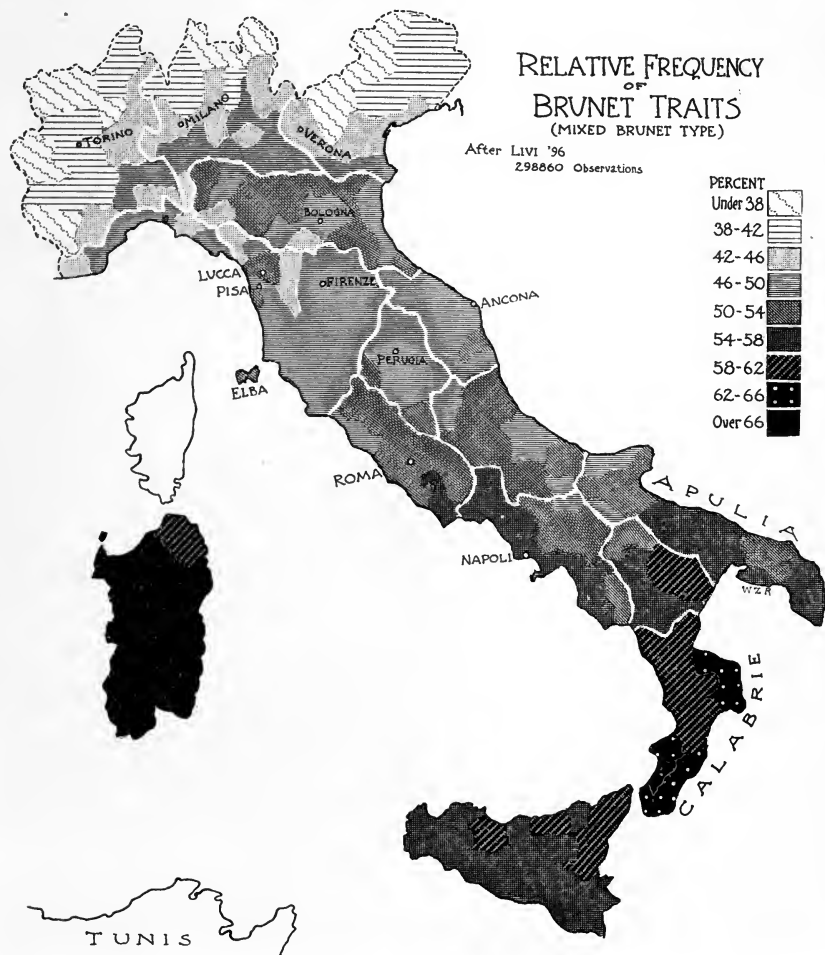 RELATIVE FREQUENCY
OF
BRUNET TRAITS
(MIXED BRUNET TYPE)
After LIVI '96
298860 Observations
PERCENT
Under 38
38-42
42-46
46-50
50-54
54-58
58-62
62-66
Over 66
TORINO
MILANO
VERONA
BOLOGNA
LUCCA
PISA
FIRENZE
ANCONA
PERUGIA
ELBA
ROMA
NAPOLI
APULIA
WZR
CALABRIE
TUNIS